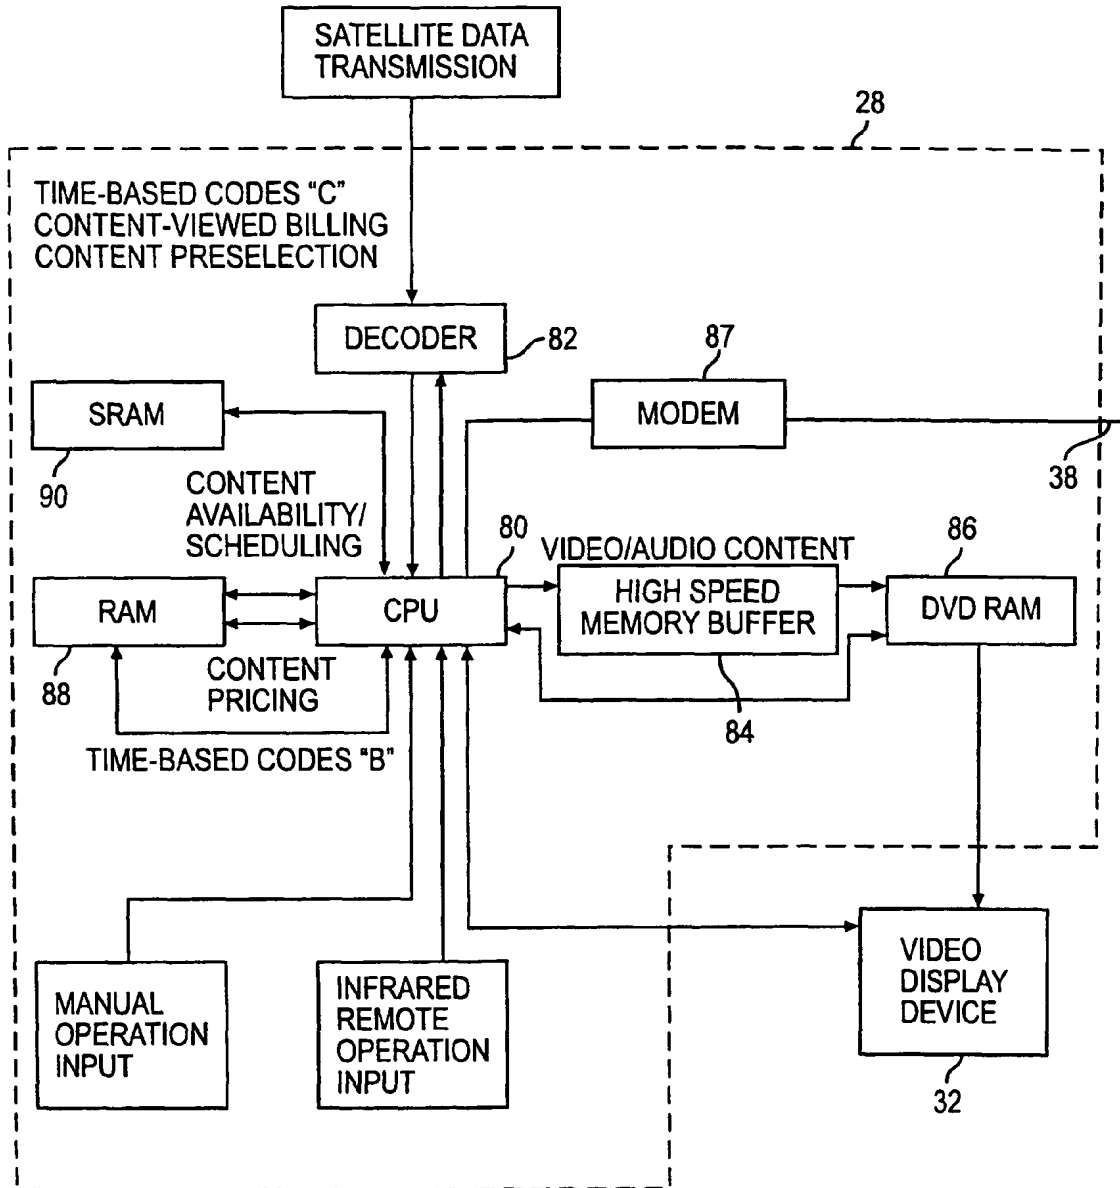 SATELLITE DATA
TRANSMISSION
28
TIME-BASED CODES "C"
CONTENT-VIEWED BILLING
CONTENT PRESELECTION
DECODER
82
87
SRAM
MODEM
90
38
CONTENT
AVAILABILITY/
SCHEDULING
80
VIDEO/AUDIO CONTENT
86
RAM
CPU
HIGH SPEED
MEMORY BUFFER
DVD RAM
88
CONTENT
PRICING
84
TIME-BASED CODES "B"
MANUAL
OPERATION
INPUT
INFRARED
REMOTE
OPERATION
INPUT
VIDEO
DISPLAY
DEVICE
32